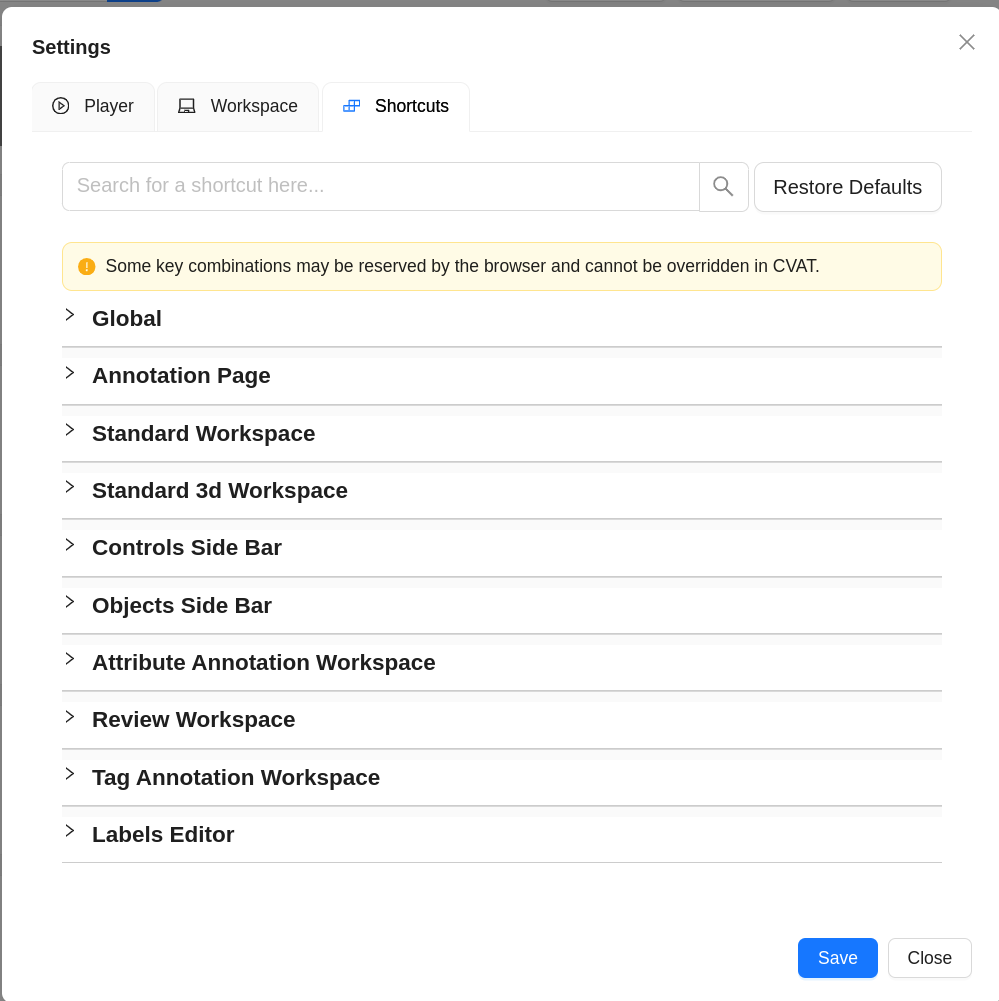 Settings
Player
Workspace
Shortcuts
Search for a shortcut here...
Restore Defaults
Some key combinations may be reserved by the browser and cannot be overridden in CVAT.
Global
Annotation Page
Standard Workspace
Standard 3d Workspace
Controls Side Bar
Objects Side Bar
Attribute Annotation Workspace
Review Workspace
Tag Annotation Workspace
Labels Editor
Save
Close